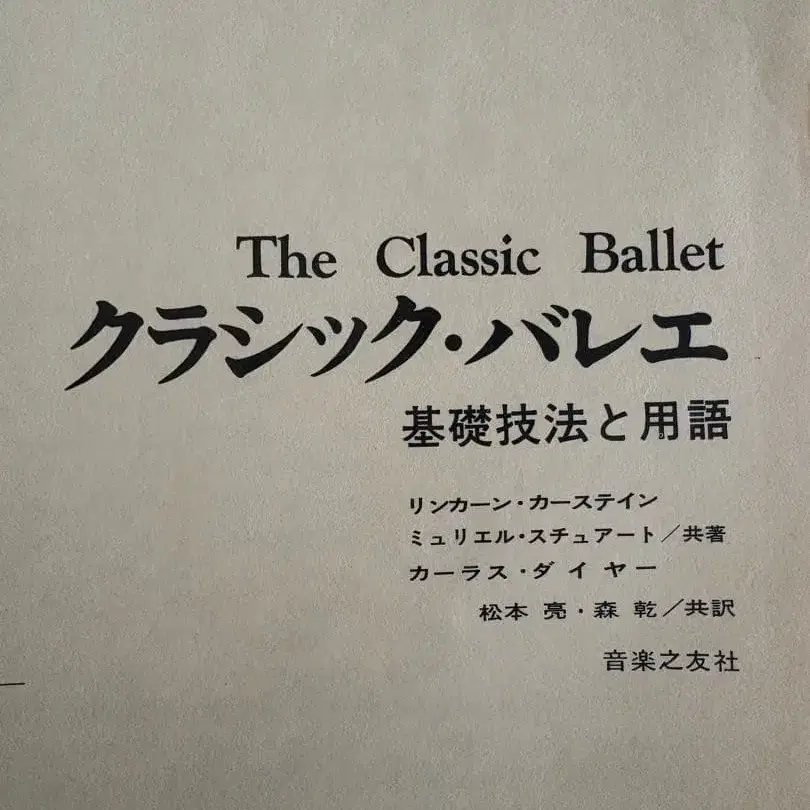 The Classic Ballet
クラシック・バレエ
基礎技法と用語
リンカーン・カーステイン
ミュリエル・スチュアート／共著
カーラス・ダイヤー
松本 亮・森 乾／共訳
音楽之友社